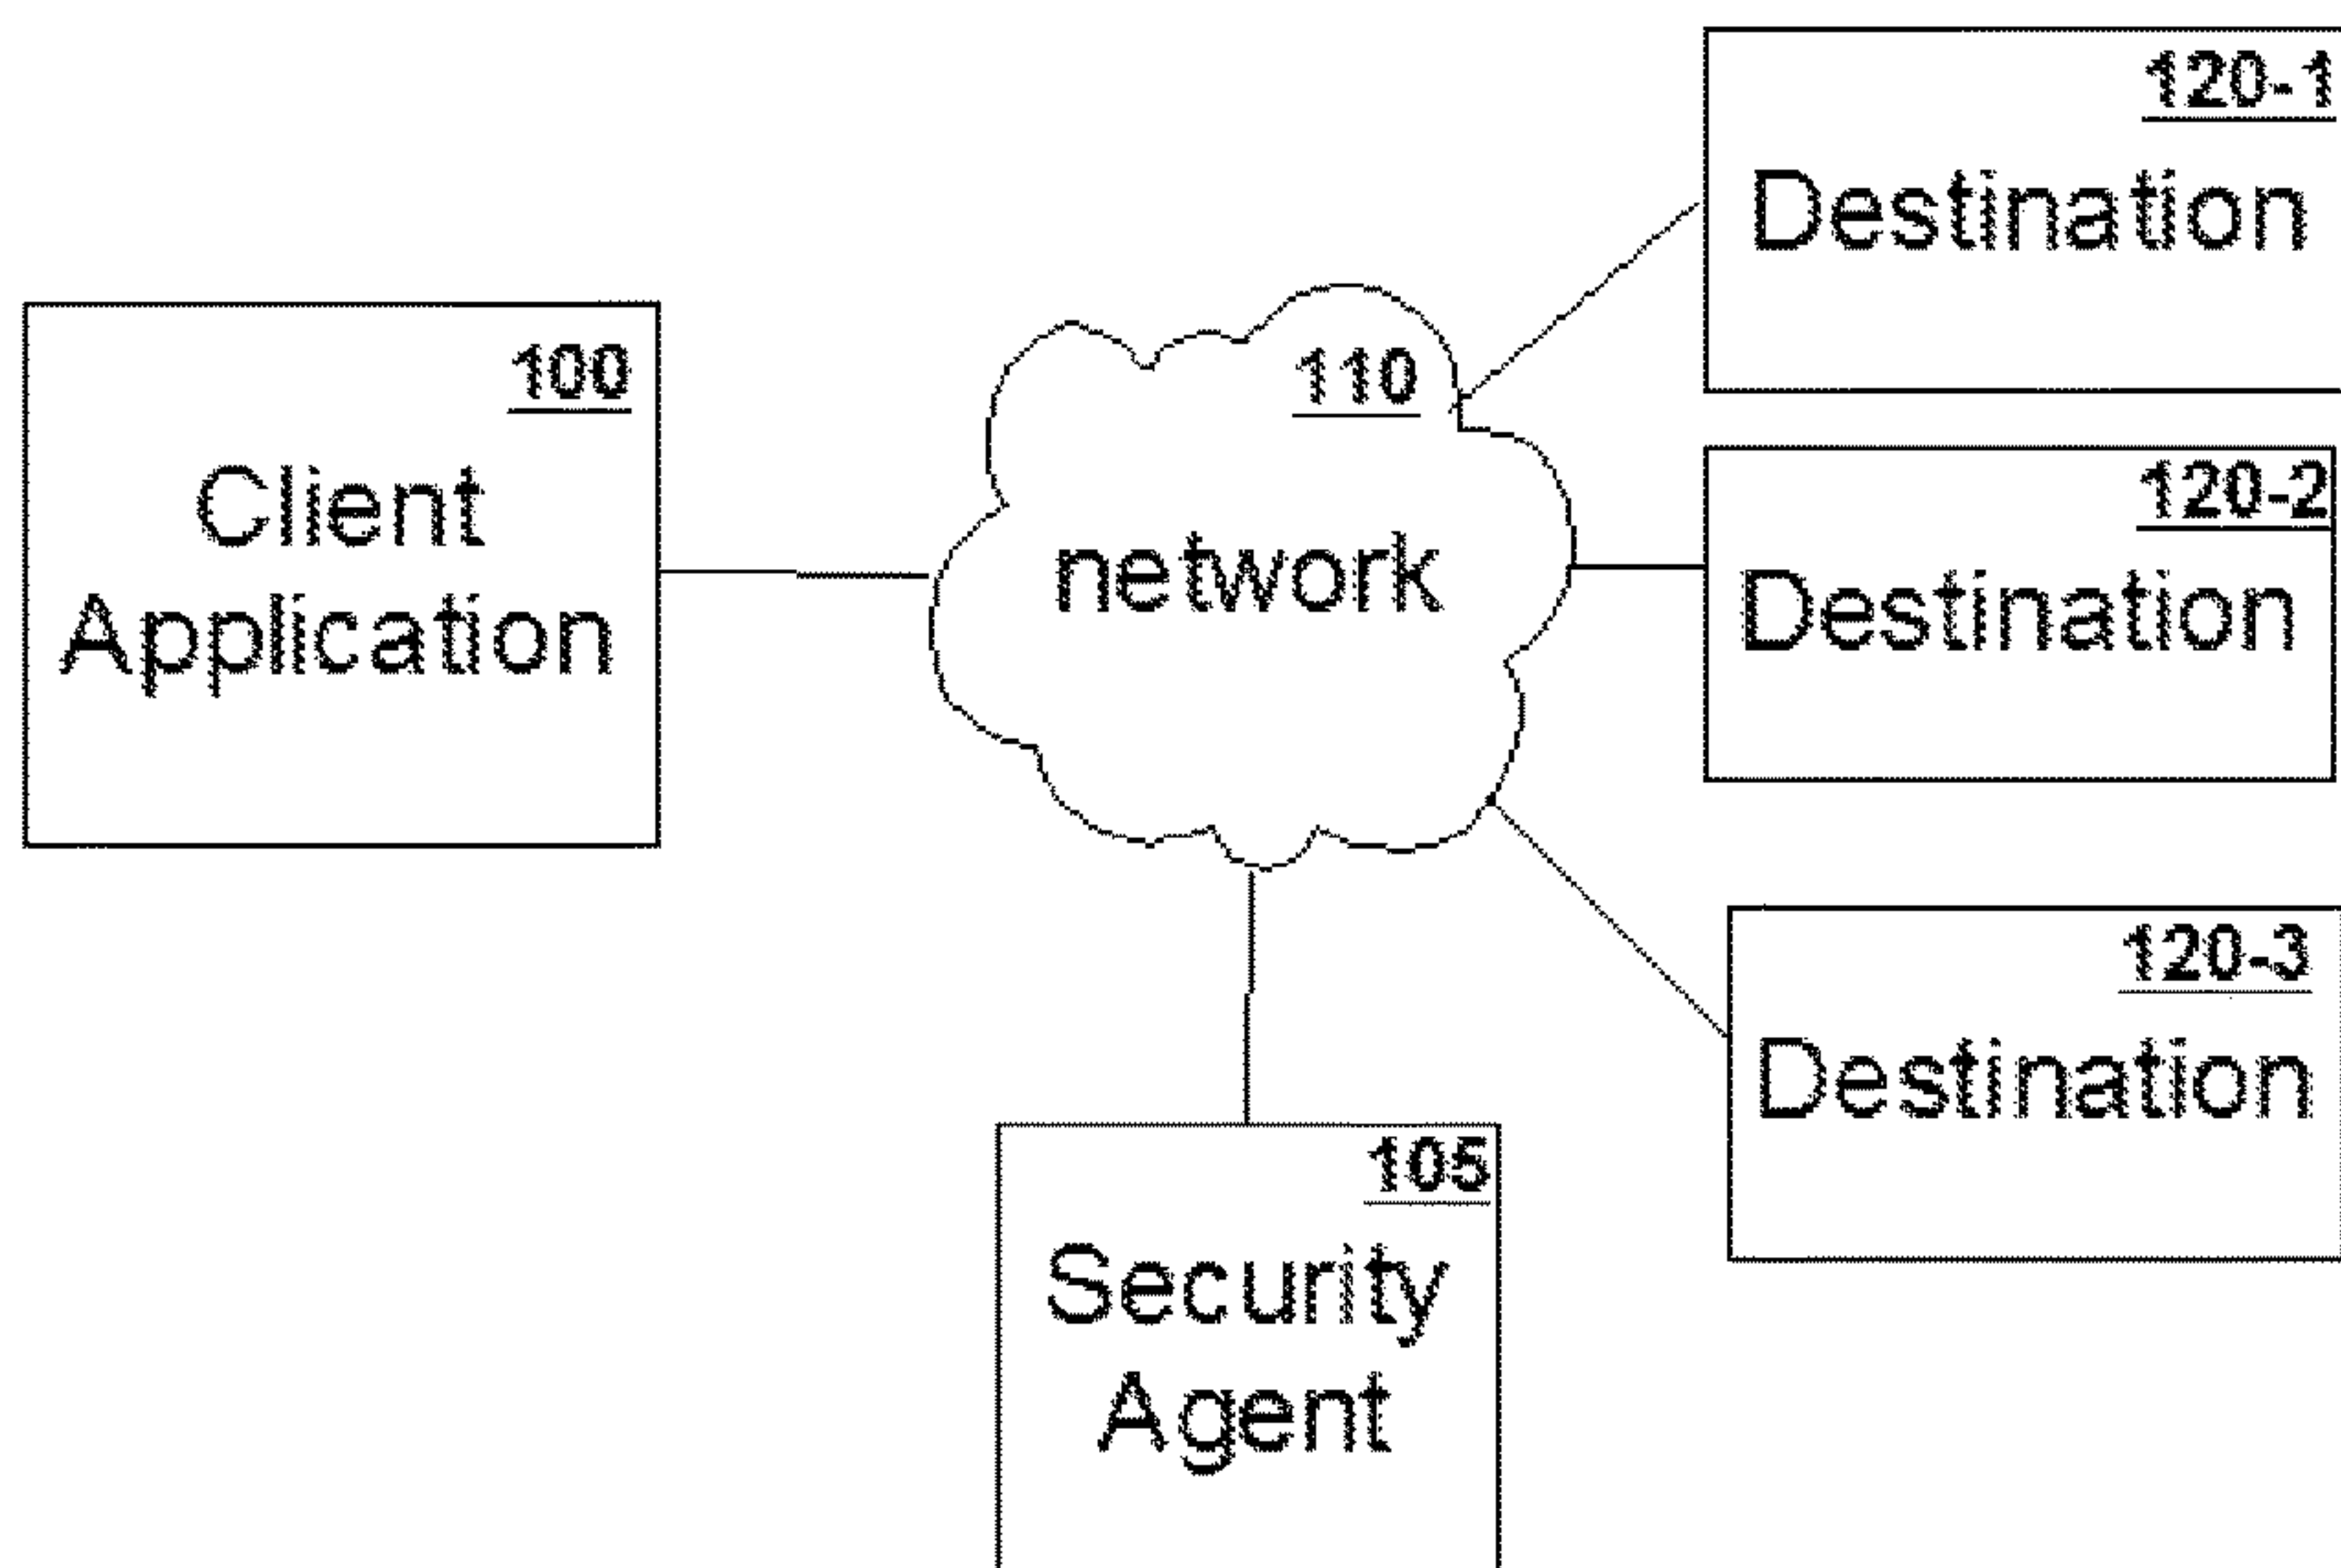 100
Client
Application
110
network
120-1
Destination
120-2
Destination
120-3
Destination
105
Security
Agent